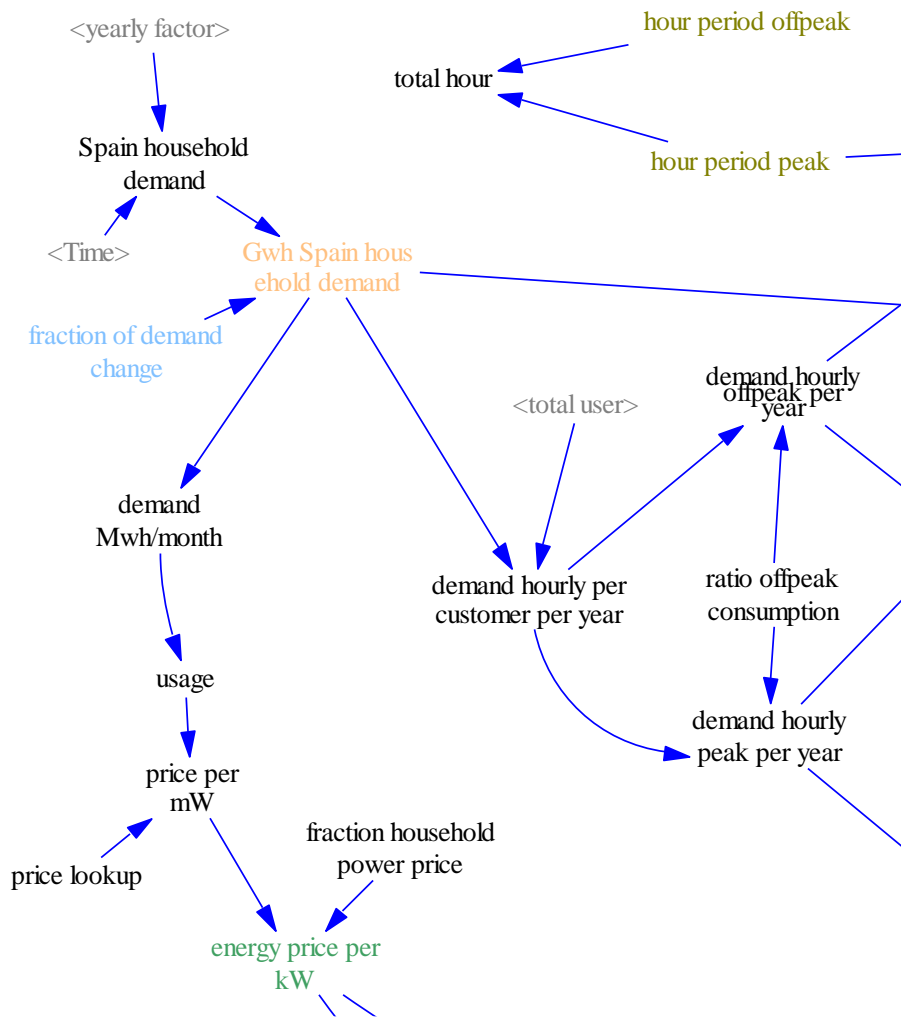 <yearly factor>
hour period offpeak
total hour
Spain household
demand
hour period peak
<Time>
Gwh Spain hous
ehold demand
fraction of demand
change
demand hourly
offpeak per
year
<total user>
demand
Mwh/month
demand hourly per
customer per year
ratio offpeak
consumption
usage
demand hourly
peak per year
price per
mW
fraction household
power price
price lookup
energy price per
kW